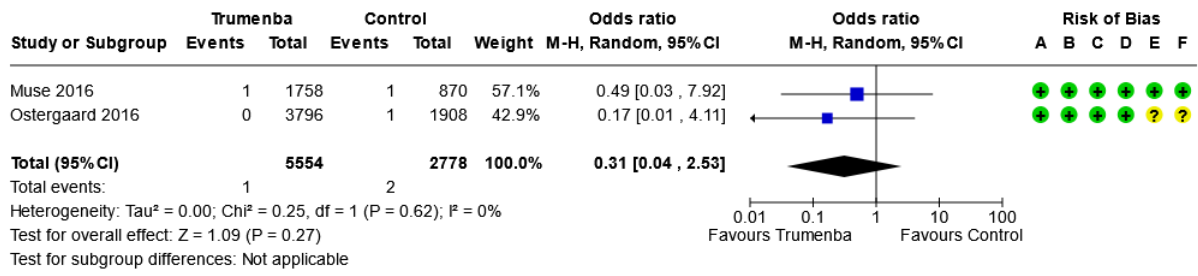 Trumenba Control Odds ratio Odds ratio Risk of Bias
Study or Subgroup Events Total Events Total Weight M-H, Random, 95% CI M-H, Random, 95% CI A B C D E F
Muse 2016 1 1758 1 870 57.1% 0.49 [0.03 , 7.92] + + + + + +
Ostergaard 2016 0 3796 1 1908 42.9% 0.17 [0.01 , 4.11] + + + + ? ?
Total (95% CI) 5554 2778 100.0% 0.31 [0.04 , 2.53]
Total events: 1 2
Heterogeneity: Tau² = 0.00; Chi² = 0.25, df = 1 (P = 0.62); I² = 0%
0.01 0.1 1 10 100
Test for overall effect: Z = 1.09 (P = 0.27)
Favours Trumenba Favours Control
Test for subgroup differences: Not applicable